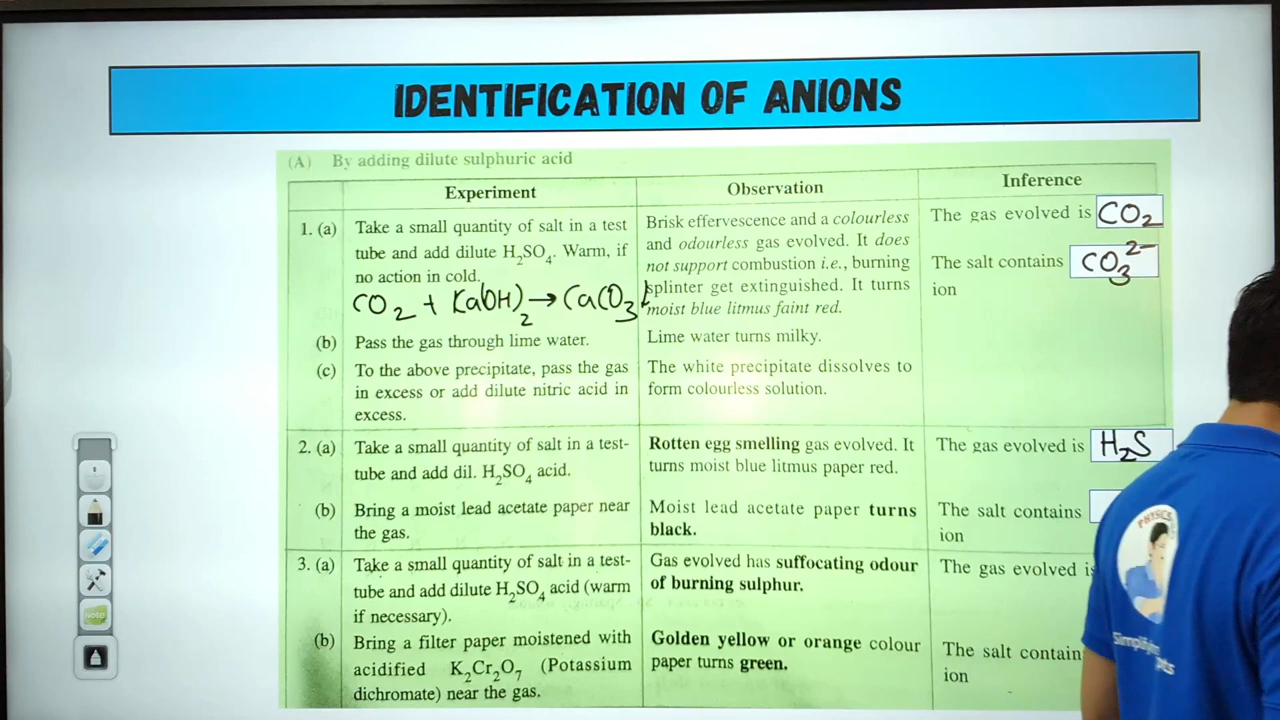 IDENTIFICATION OF ANIONS
(A) By adding dilute sulphuric acid
Experiment
Observation
Inference
1. (a)
Take a small quantity of salt in a test
tube and add dilute H₂SO₄. Warm, if
no action in cold.
CO₂ + Ca(OH)₂ → CaCO₃↓
Brisk effervescence and a colourless
and odourless gas evolved. It does
not support combustion i.e., burning
splinter get extinguished. It turns
moist blue litmus faint red.
The gas evolved is CO₂
The salt contains CO₃²⁻
ion
(b)
Pass the gas through lime water.
Lime water turns milky.
(c)
To the above precipitate, pass the gas
in excess or add dilute nitric acid in
excess.
The white precipitate dissolves to
form colourless solution.
2. (a)
Take a small quantity of salt in a test-
tube and add dil. H₂SO₄ acid.
Rotten egg smelling gas evolved. It
turns moist blue litmus paper red.
The gas evolved is H₂S
(b)
Bring a moist lead acetate paper near
the gas.
Moist lead acetate paper turns
black.
The salt contains
ion
3. (a)
Take a small quantity of salt in a test-
tube and add dilute H₂SO₄ acid (warm
if necessary).
Gas evolved has suffocating odour
of burning sulphur.
The gas evolved is
(b)
Bring a filter paper moistened with
acidified K₂Cr₂O₇ (Potassium
dichromate) near the gas.
Golden yellow or orange colour
paper turns green.
The salt contain
ion
NOTE
PHYSICS